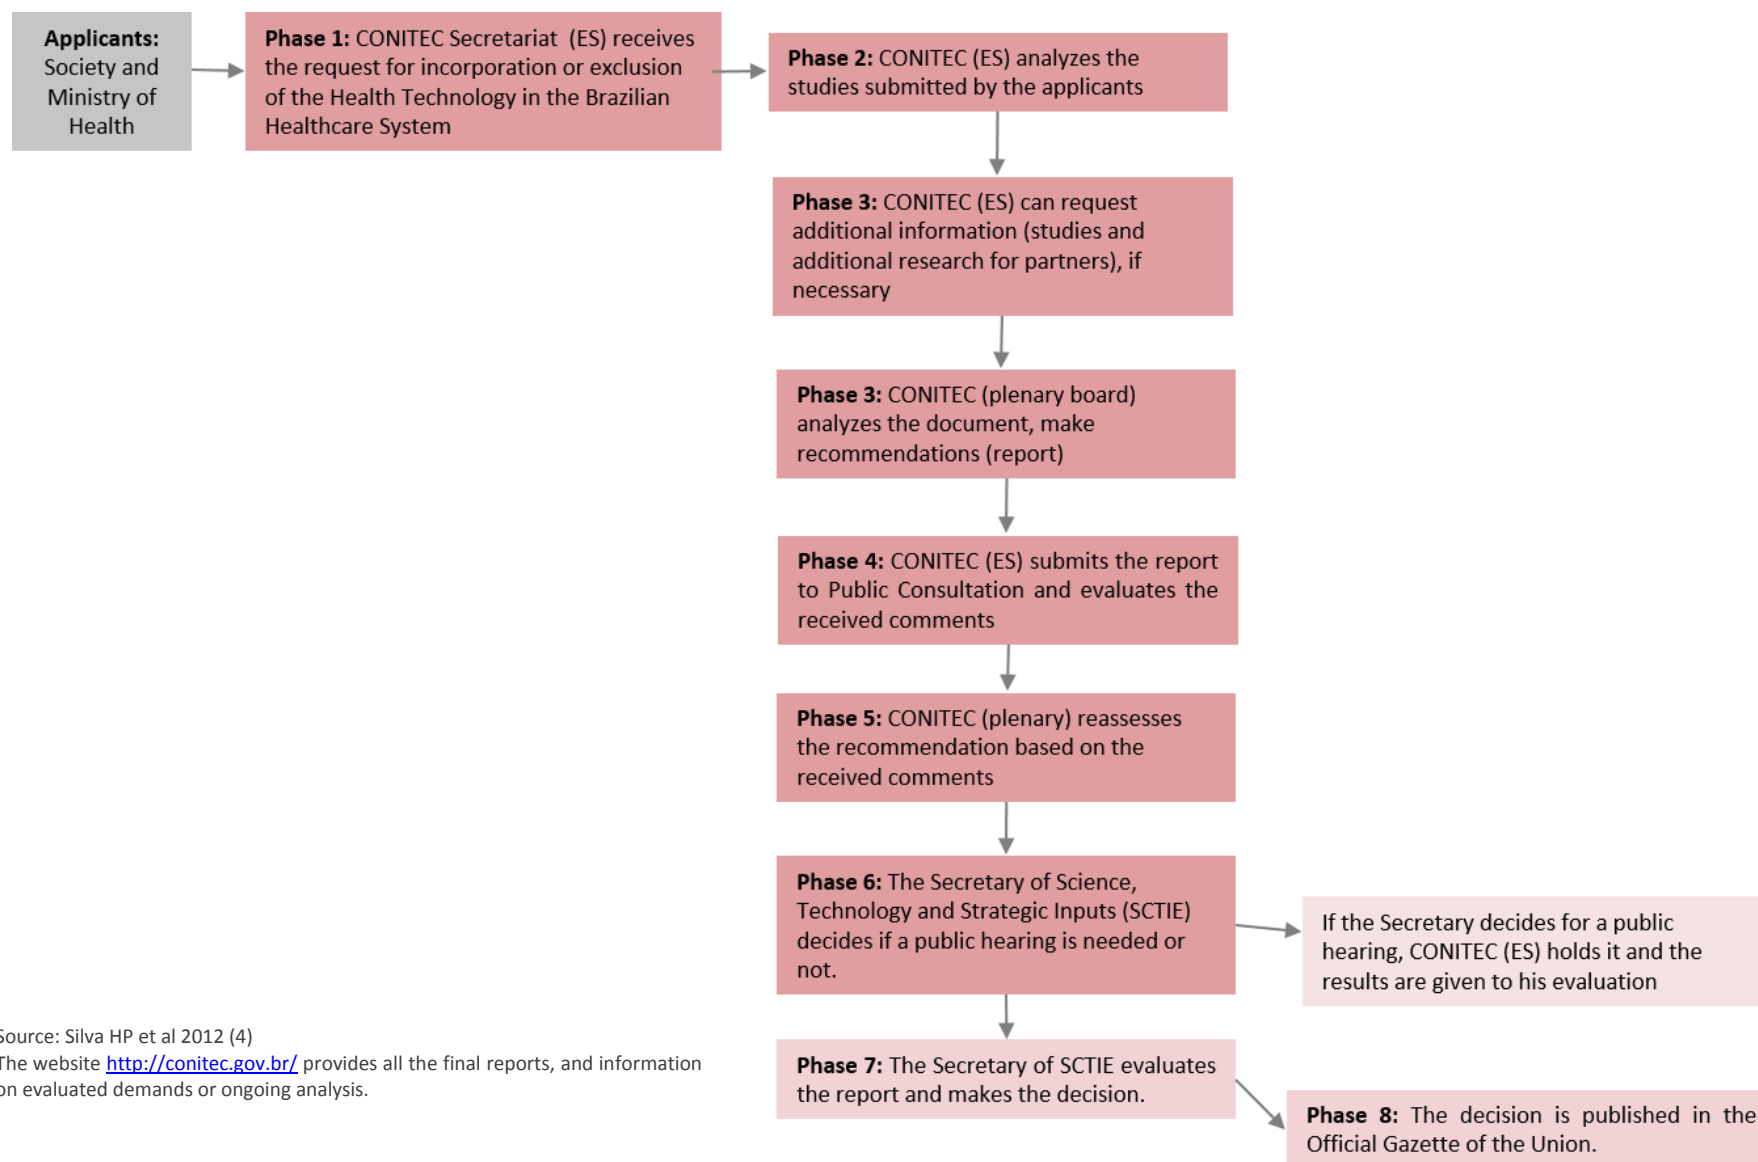 Applicants:
Society and
Ministry of
Health
Phase 1: CONITEC Secretariat (ES) receives
the request for incorporation or exclusion
of the Health Technology in the Brazilian
Healthcare System
Phase 2: CONITEC (ES) analyzes the
studies submitted by the applicants
Phase 3: CONITEC (ES) can request
additional information (studies and
additional research for partners), if
necessary
Phase 3: CONITEC (plenary board)
analyzes the document, make
recommendations (report)
Phase 4: CONITEC (ES) submits the report
to Public Consultation and evaluates the
received comments
Phase 5: CONITEC (plenary) reassesses
the recommendation based on the
received comments
Phase 6: The Secretary of Science,
Technology and Strategic Inputs (SCTIE)
decides if a public hearing is needed or
not.
If the Secretary decides for a public
hearing, CONITEC (ES) holds it and the
results are given to his evaluation
Phase 7: The Secretary of SCTIE evaluates
the report and makes the decision.
Phase 8: The decision is published in the
Official Gazette of the Union.
Source: Silva HP et al 2012 (4)
The website http://conitec.gov.br/ provides all the final reports, and information
on evaluated demands or ongoing analysis.